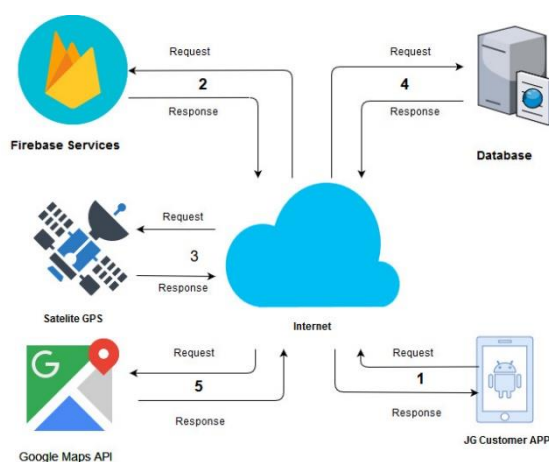 Request
2
Response
Firebase Services
Request
4
Response
Database
Request
3
Response
Satelite GPS
Internet
Request
5
Response
G
Google Maps API
Request
1
Response
JG Customer APP